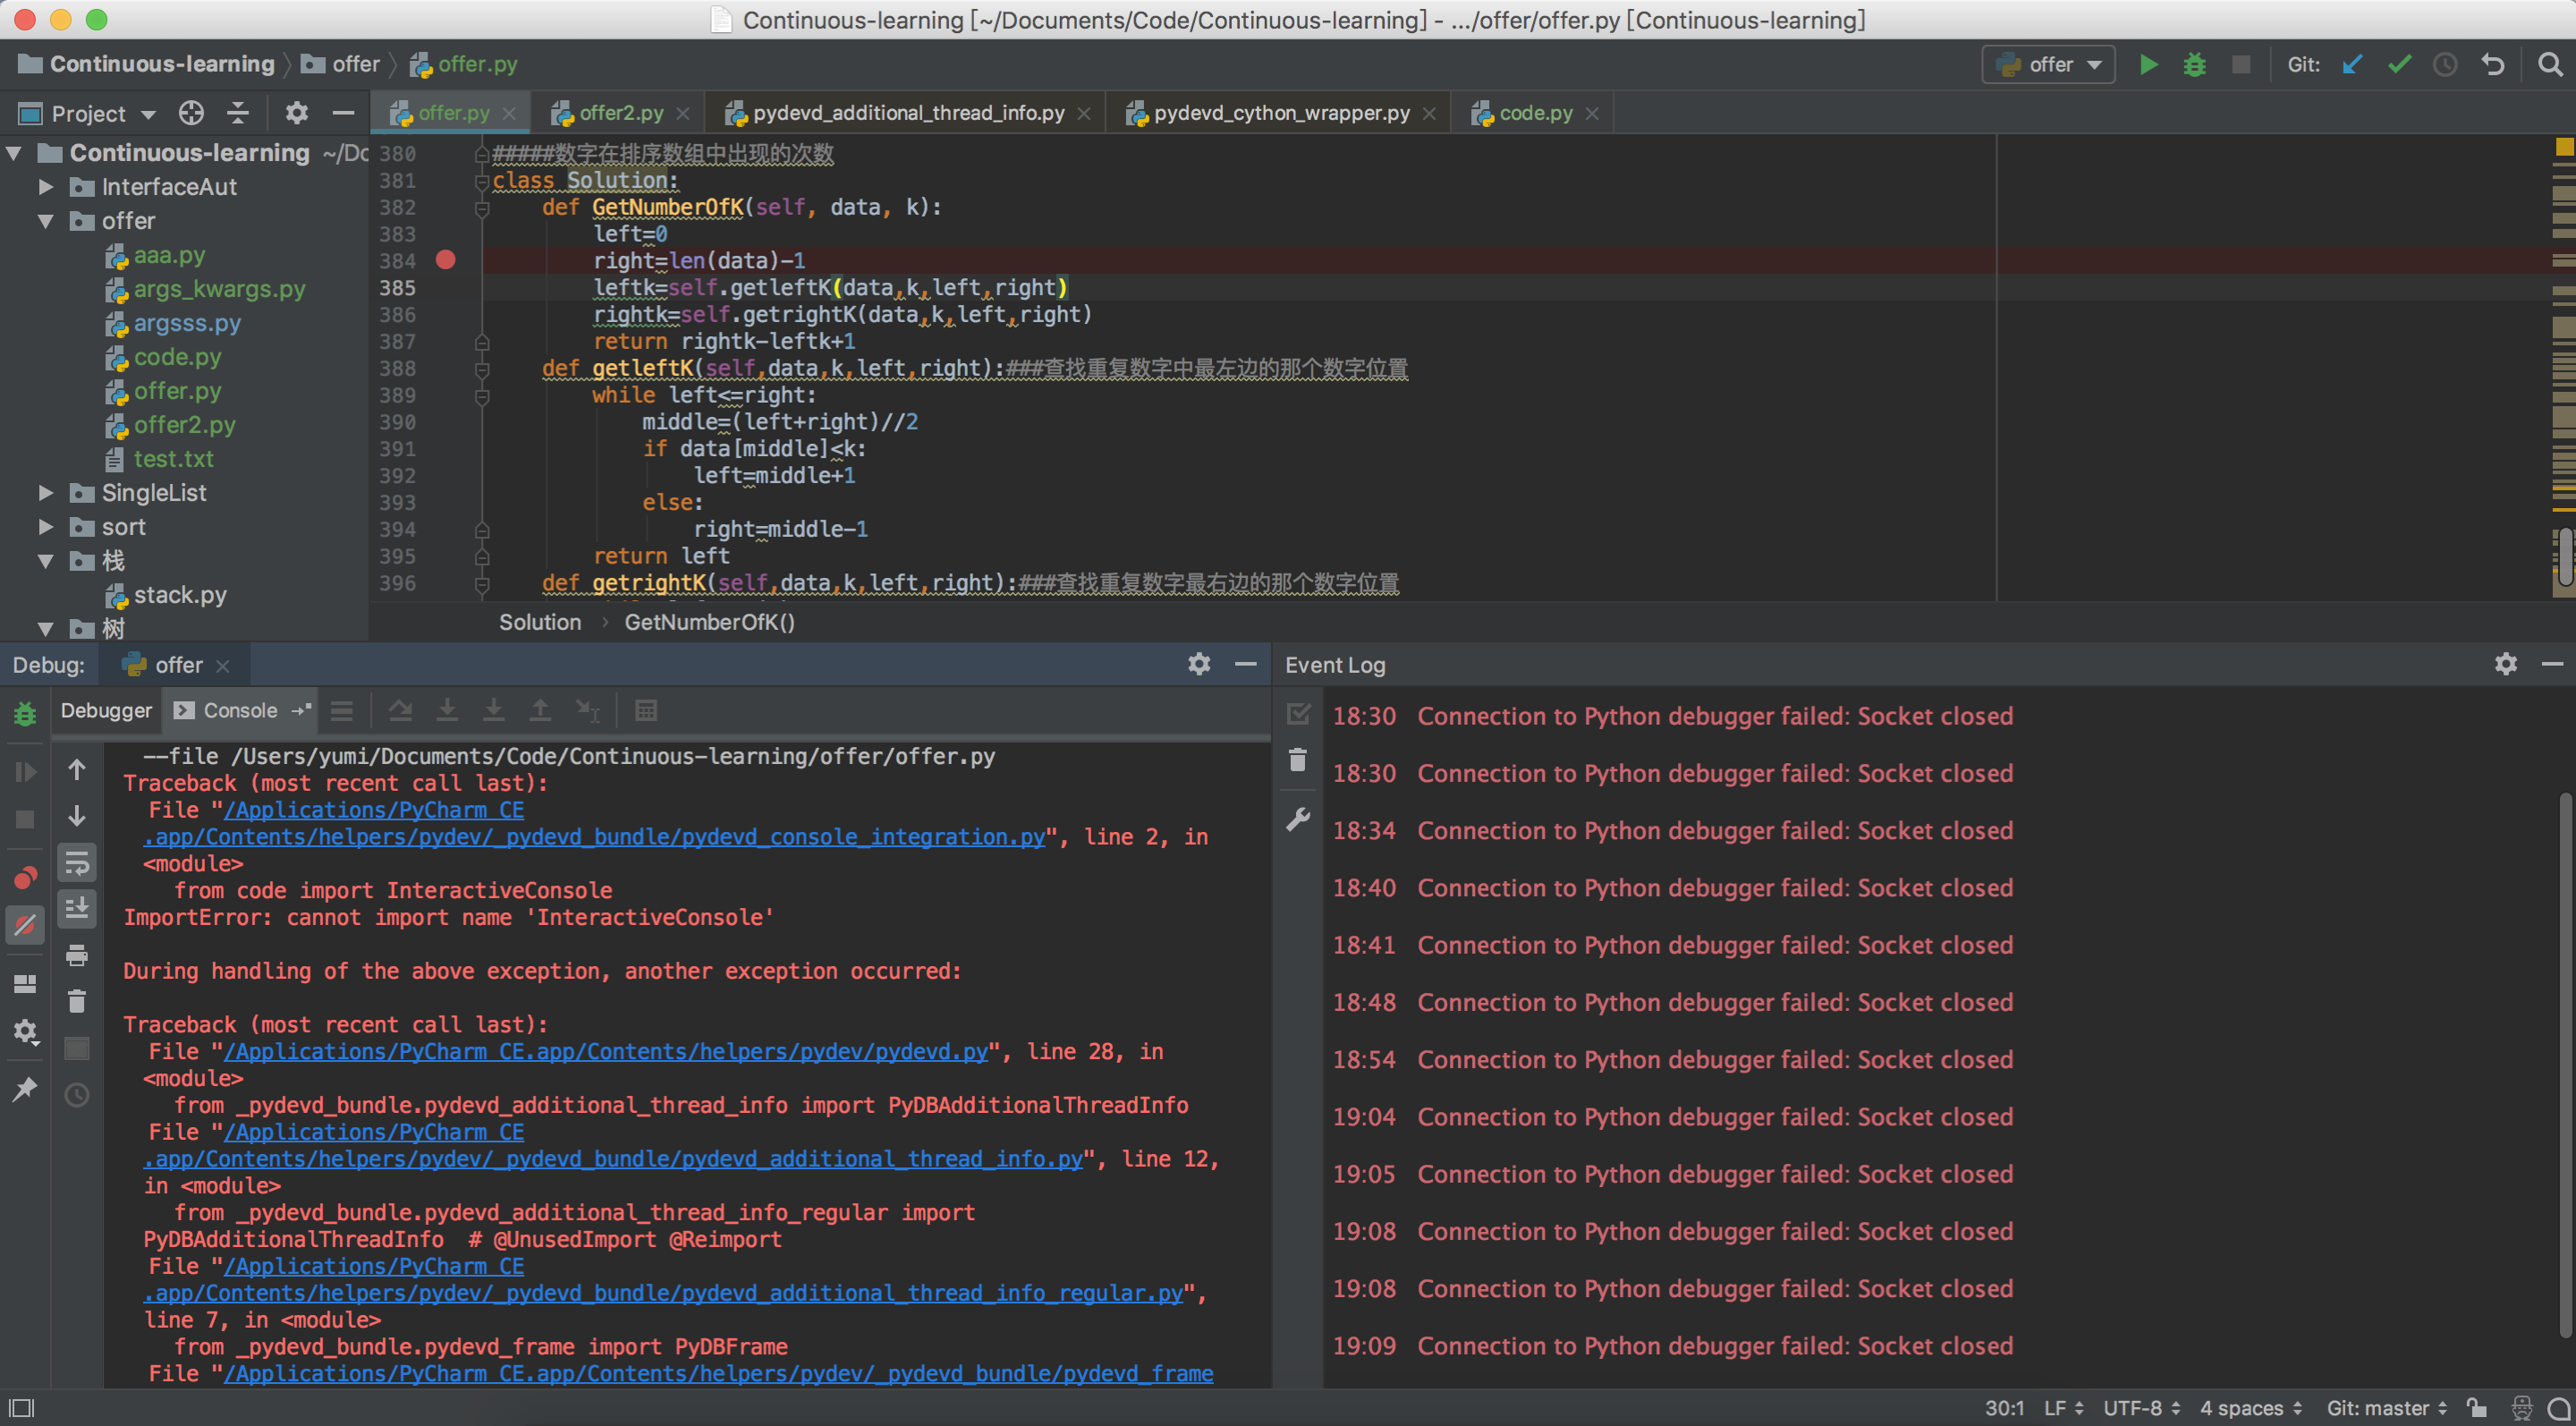 Continuous-learning [~/Documents/Code/Continuous-learning] - .../offer/offer.py [Continuous-learning]
Continuous-learning offer offer.py
offer Git:
Project
offer.py offer2.py pydevd_additional_thread_info.py pydevd_cython_wrapper.py code.py
Continuous-learning ~/Dc
InterfaceAut
offer
aaa.py
args_kwargs.py
argsss.py
code.py
offer.py
offer2.py
test.txt
SingleList
sort
栈
stack.py
树
380 #####数字在排序数组中出现的次数
381 class Solution:
382 def GetNumberOfK(self, data, k):
383 left=0
384 right=len(data)-1
385 leftk=self.getleftK(data,k,left,right)
386 rightk=self.getrightK(data,k,left,right)
387 return rightk-leftk+1
388 def getleftK(self,data,k,left,right):###查找重复数字中最左边的那个数字位置
389 while left<=right:
390 middle=(left+right)//2
391 if data[middle]<k:
392 left=middle+1
393 else:
394 right=middle-1
395 return left
396 def getrightK(self,data,k,left,right):###查找重复数字最右边的那个数字位置
Solution › GetNumberOfK()
Debug: offer
Debugger Console
--file /Users/yumi/Documents/Code/Continuous-learning/offer/offer.py
Traceback (most recent call last):
File "/Applications/PyCharm CE
.app/Contents/helpers/pydev/_pydevd_bundle/pydevd_console_integration.py", line 2, in
<module>
from code import InteractiveConsole
ImportError: cannot import name 'InteractiveConsole'
During handling of the above exception, another exception occurred:
Traceback (most recent call last):
File "/Applications/PyCharm CE.app/Contents/helpers/pydev/pydevd.py", line 28, in
<module>
from _pydevd_bundle.pydevd_additional_thread_info import PyDBAdditionalThreadInfo
File "/Applications/PyCharm CE
.app/Contents/helpers/pydev/_pydevd_bundle/pydevd_additional_thread_info.py", line 12,
in <module>
from _pydevd_bundle.pydevd_additional_thread_info_regular import
PyDBAdditionalThreadInfo # @UnusedImport @Reimport
File "/Applications/PyCharm CE
.app/Contents/helpers/pydev/_pydevd_bundle/pydevd_additional_thread_info_regular.py",
line 7, in <module>
from _pydevd_bundle.pydevd_frame import PyDBFrame
File "/Applications/PyCharm CE.app/Contents/helpers/pydev/_pydevd_bundle/pydevd_frame
Event Log
18:30 Connection to Python debugger failed: Socket closed
18:30 Connection to Python debugger failed: Socket closed
18:34 Connection to Python debugger failed: Socket closed
18:40 Connection to Python debugger failed: Socket closed
18:41 Connection to Python debugger failed: Socket closed
18:48 Connection to Python debugger failed: Socket closed
18:54 Connection to Python debugger failed: Socket closed
19:04 Connection to Python debugger failed: Socket closed
19:05 Connection to Python debugger failed: Socket closed
19:08 Connection to Python debugger failed: Socket closed
19:08 Connection to Python debugger failed: Socket closed
19:09 Connection to Python debugger failed: Socket closed
30:1 LF UTF-8 4 spaces Git: master